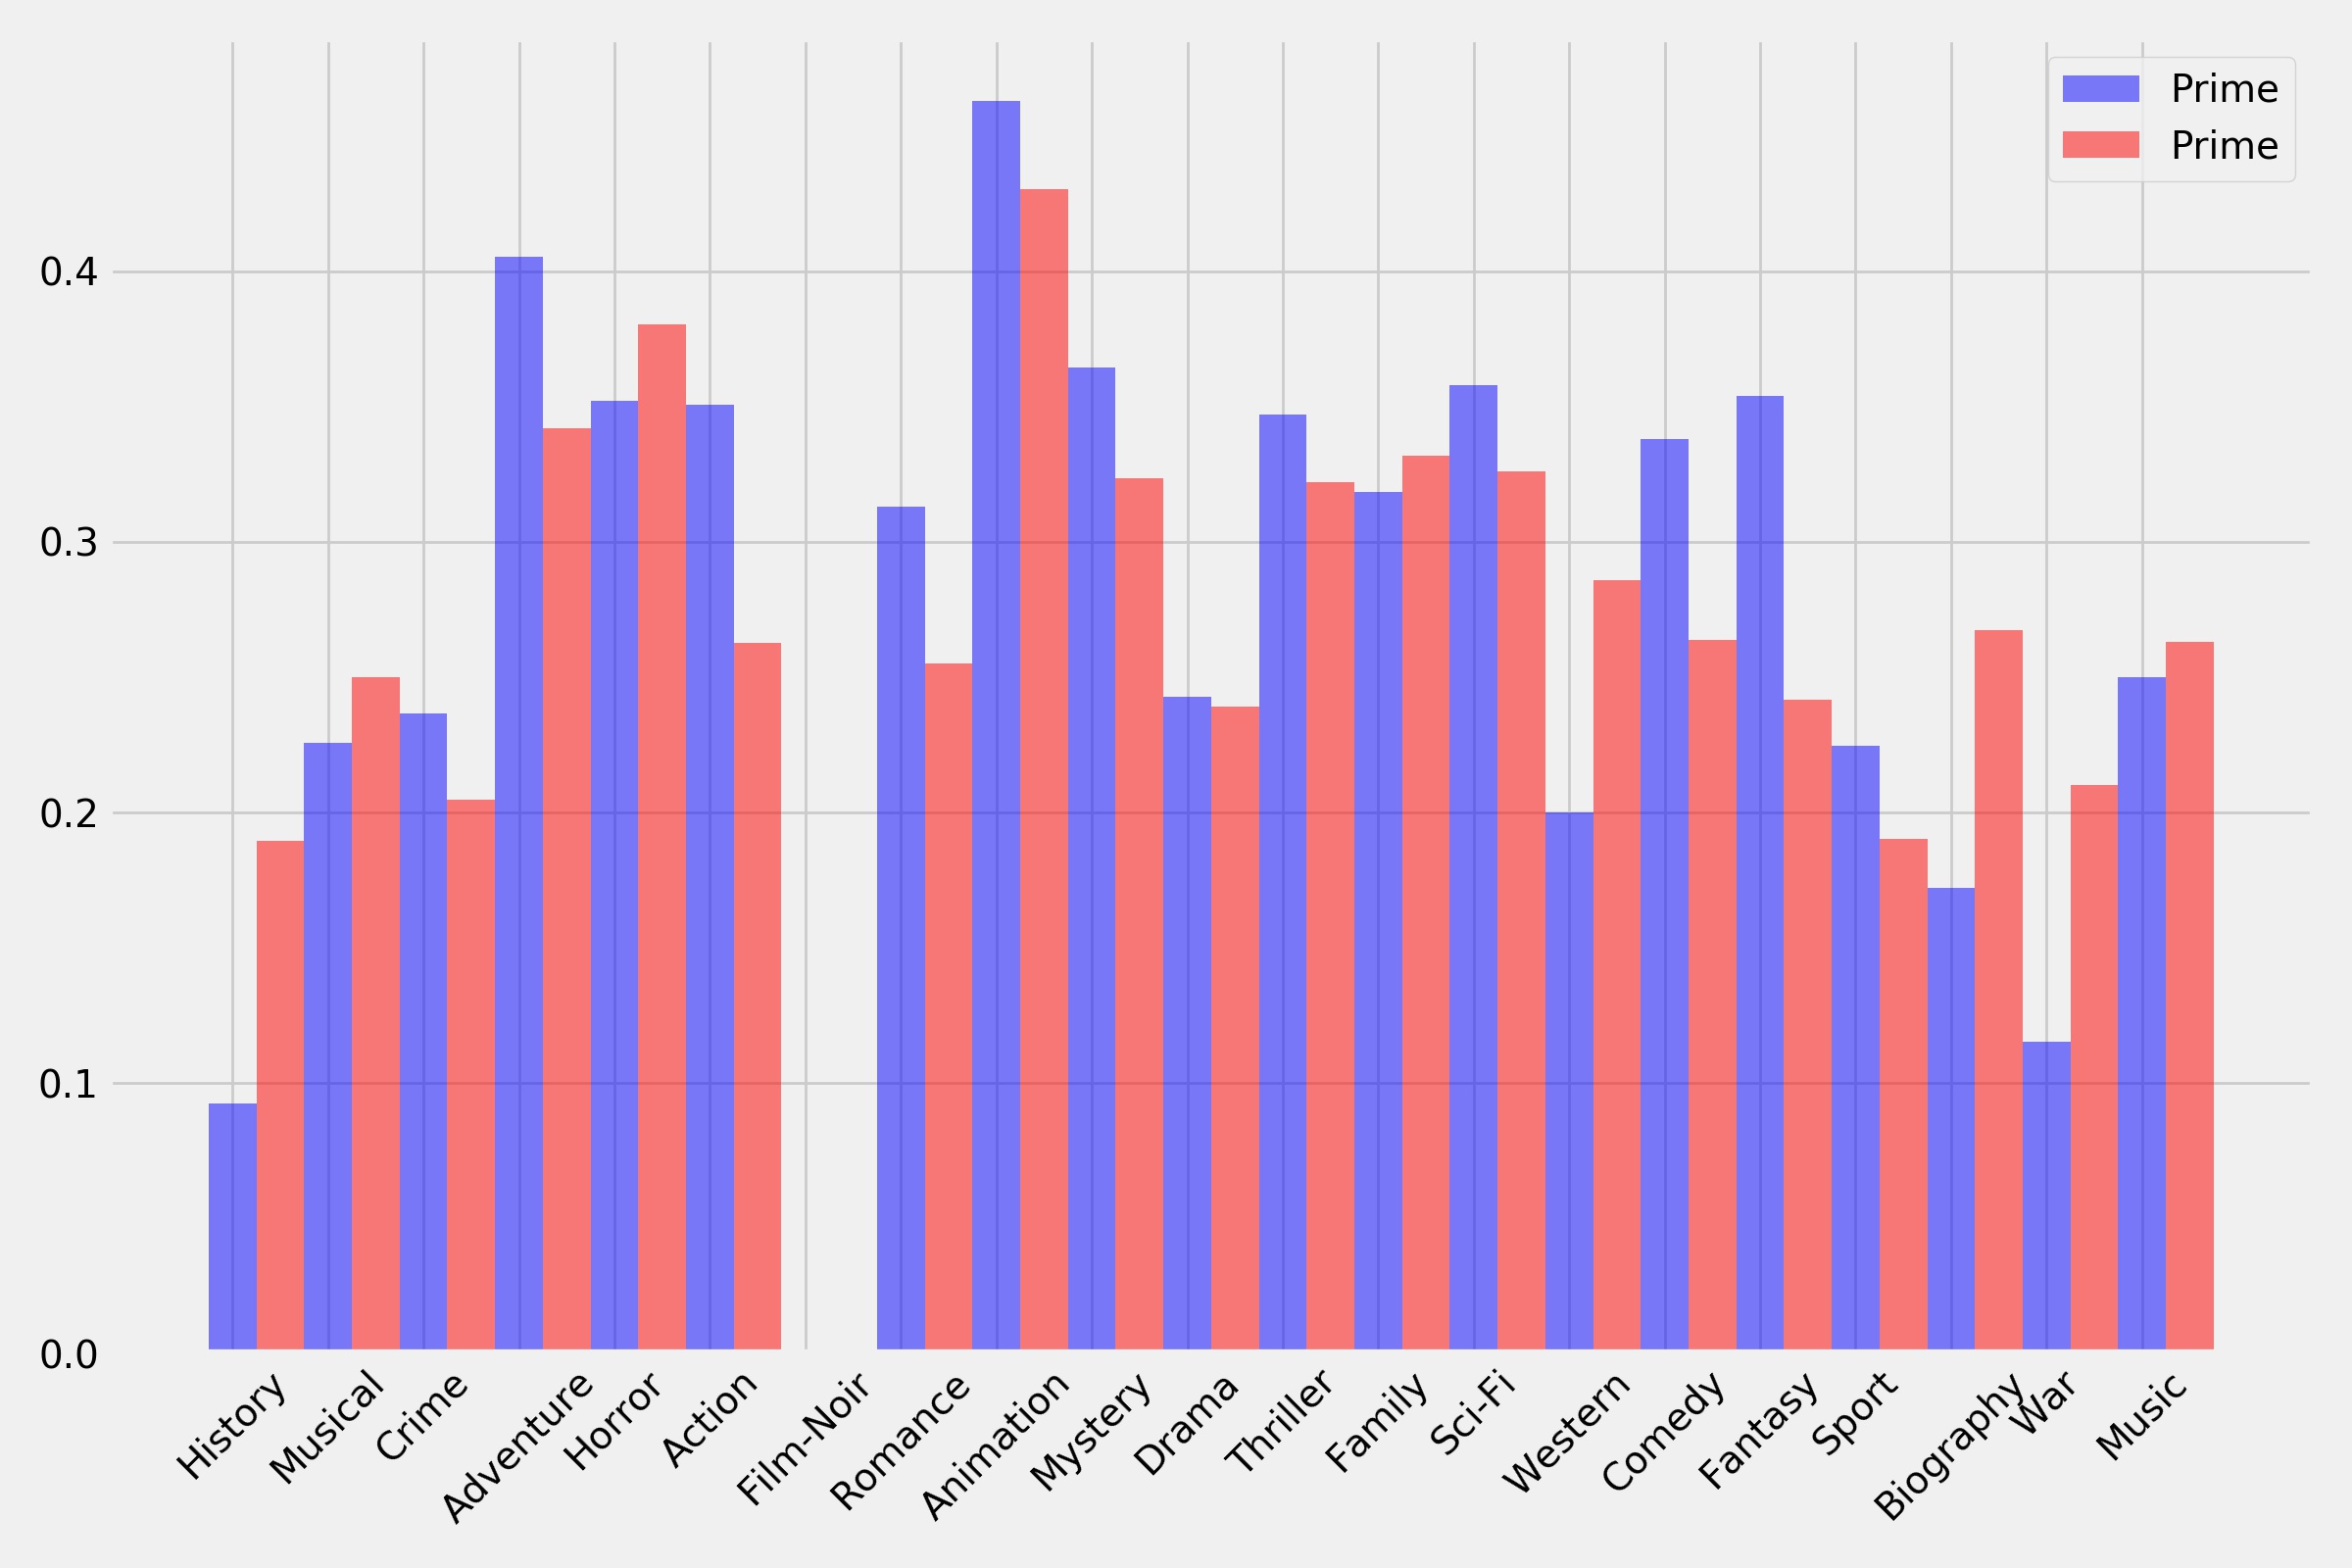 Prime
Prime
0.4
0.3
0.2
0.1
0.0
History
Musical
Crime
Adventure
Horror
Action
Film-Noir
Romance
Animation
Mystery
Drama
Thriller
Family
Sci-Fi
Western
Comedy
Fantasy
Sport
Biography
War
Music